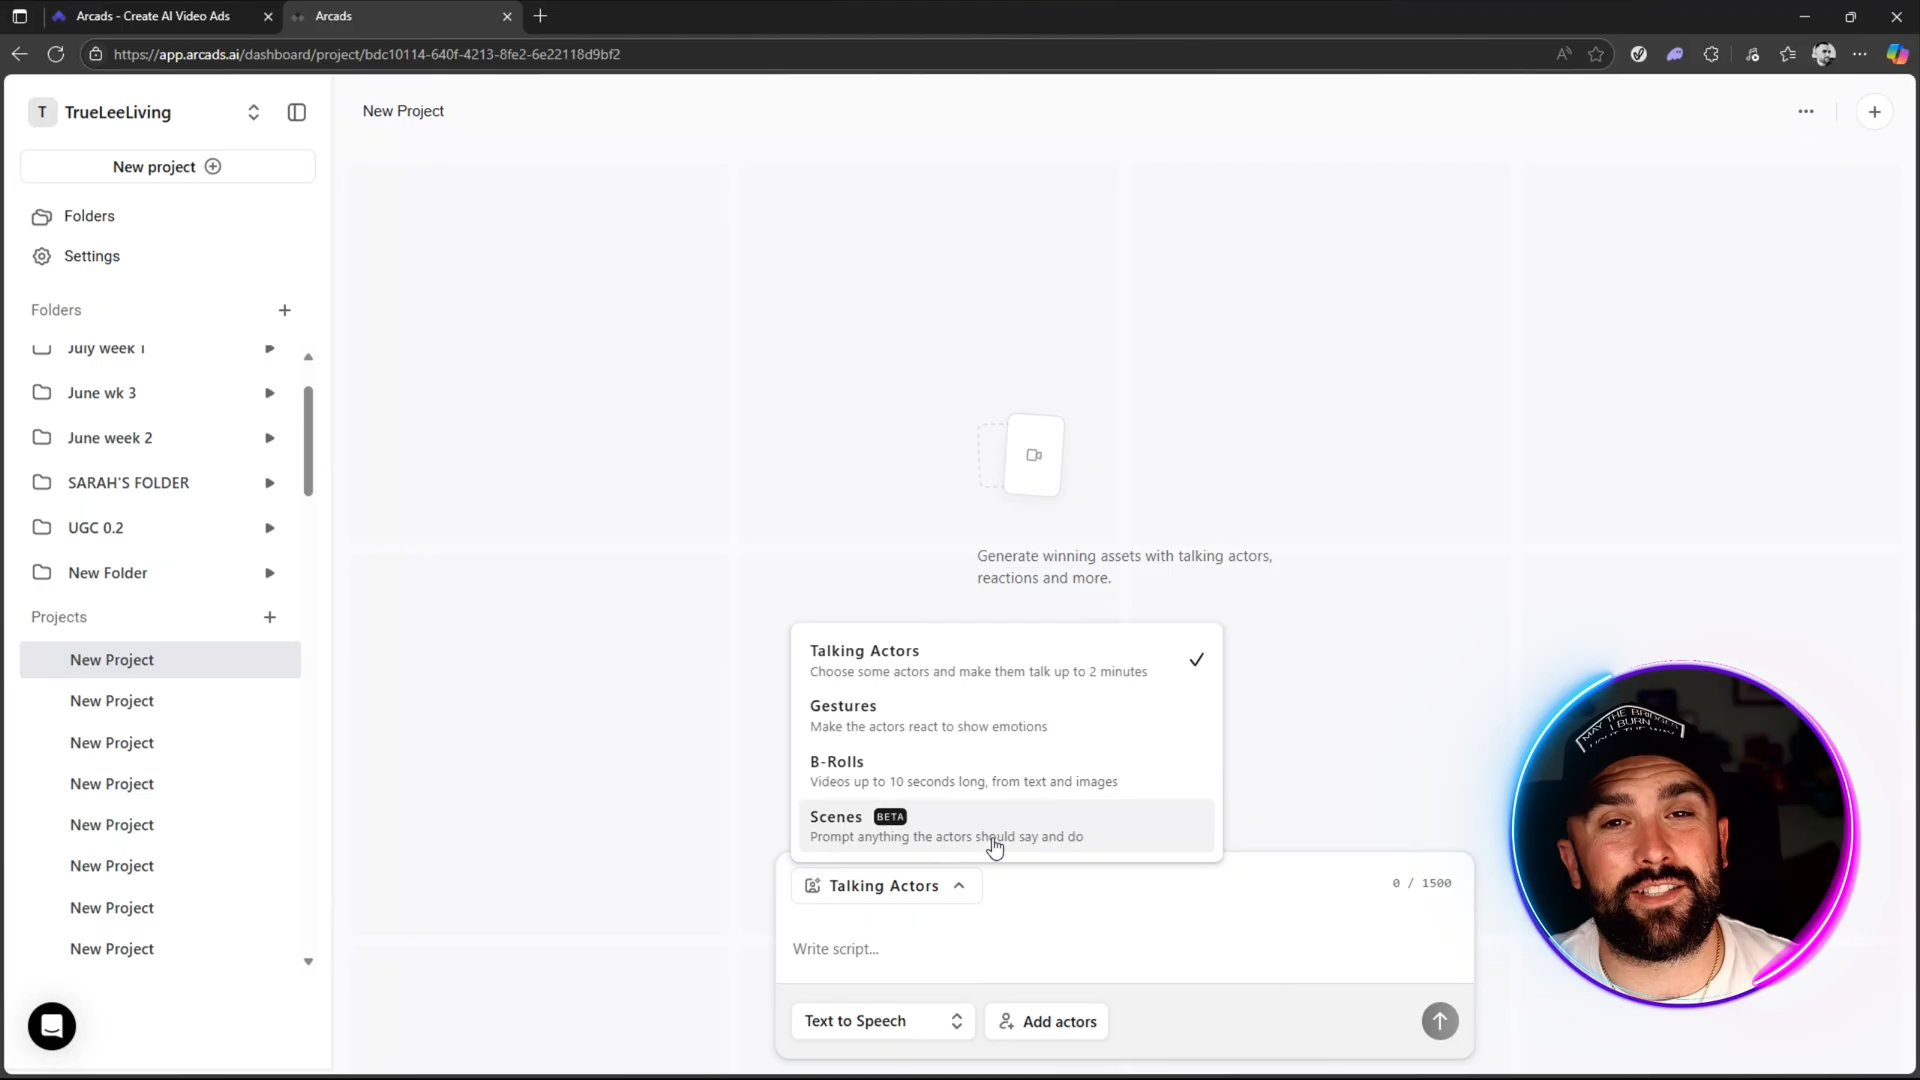 Arcads - Create AI Video Ads
Arcads
https://app.arcads.ai/dashboard/project/bdc10114-640f-4213-8fe2-6e22118d9bf2
T TrueLeeLiving
New project
Folders
Settings
Folders
July week 1
June wk 3
June week 2
SARAH'S FOLDER
UGC 0.2
New Folder
Projects
New Project
New Project
New Project
New Project
New Project
New Project
New Project
New Project
New Project
Generate winning assets with talking actors,
reactions and more.
Talking Actors
Choose some actors and make them talk up to 2 minutes
Gestures
Make the actors react to show emotions
B-Rolls
Videos up to 10 seconds long, from text and images
Scenes BETA
Prompt anything the actors should say and do
Talking Actors
0 / 1500
Write script...
Text to Speech
Add actors
MAY THE BRIDGES
I BURN